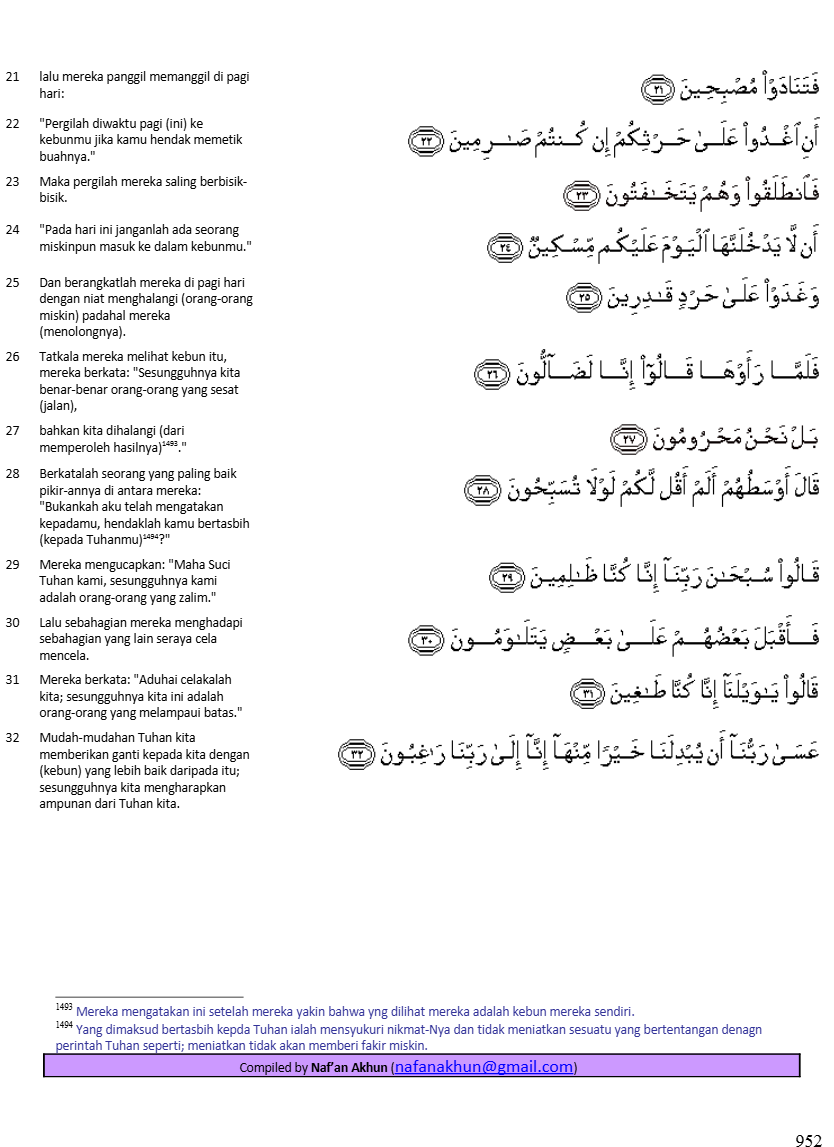 21 lalu mereka panggil memanggil di pagi
hari:
فَتَنَادَوْا۟ مُصْبِحِينَ ٢١
22 "Pergilah diwaktu pagi (ini) ke
kebunmu jika kamu hendak memetik
buahnya."
أَنِ ٱغْدُوا۟ عَلَىٰ حَرْثِكُمْ إِن كُنتُمْ صَـٰرِمِينَ ٢٢
23 Maka pergilah mereka saling berbisik-
bisik.
فَٱنطَلَقُوا۟ وَهُمْ يَتَخَـٰفَتُونَ ٢٣
24 "Pada hari ini janganlah ada seorang
miskinpun masuk ke dalam kebunmu."
أَن لَّا يَدْخُلَنَّهَا ٱلْيَوْمَ عَلَيْكُم مِّسْكِينٌ ٢٤
25 Dan berangkatlah mereka di pagi hari
dengan niat menghalangi (orang-orang
miskin) padahal mereka
(menolongnya).
وَغَدَوْا۟ عَلَىٰ حَرْدٍ قَـٰدِرِينَ ٢٥
26 Tatkala mereka melihat kebun itu,
mereka berkata: "Sesungguhnya kita
benar-benar orang-orang yang sesat
(jalan),
فَلَمَّا رَأَوْهَا قَالُوٓا۟ إِنَّا لَضَآلُّونَ ٢٦
27 bahkan kita dihalangi (dari
memperoleh hasilnya)1493."
بَلْ نَحْنُ مَحْرُومُونَ ٢٧
28 Berkatalah seorang yang paling baik
pikir-annya di antara mereka:
"Bukankah aku telah mengatakan
kepadamu, hendaklah kamu bertasbih
(kepada Tuhanmu)1494?"
قَالَ أَوْسَطُهُمْ أَلَمْ أَقُل لَّكُمْ لَوْلَا تُسَبِّحُونَ ٢٨
29 Mereka mengucapkan: "Maha Suci
Tuhan kami, sesungguhnya kami
adalah orang-orang yang zalim."
قَالُوا۟ سُبْحَـٰنَ رَبِّنَآ إِنَّا كُنَّا ظَـٰلِمِينَ ٢٩
30 Lalu sebahagian mereka menghadapi
sebahagian yang lain seraya cela
mencela.
فَأَقْبَلَ بَعْضُهُمْ عَلَىٰ بَعْضٍ يَتَلَـٰوَمُونَ ٣٠
31 Mereka berkata: "Aduhai celakalah
kita; sesungguhnya kita ini adalah
orang-orang yang melampaui batas."
قَالُوا۟ يَـٰوَيْلَنَآ إِنَّا كُنَّا طَـٰغِينَ ٣١
32 Mudah-mudahan Tuhan kita
memberikan ganti kepada kita dengan
(kebun) yang lebih baik daripada itu;
sesungguhnya kita mengharapkan
ampunan dari Tuhan kita.
عَسَىٰ رَبُّنَآ أَن يُبْدِلَنَا خَيْرًا مِّنْهَآ إِنَّآ إِلَىٰ رَبِّنَا رَٰغِبُونَ ٣٢
1493 Mereka mengatakan ini setelah mereka yakin bahwa yng dilihat mereka adalah kebun mereka sendiri.
1494 Yang dimaksud bertasbih kepda Tuhan ialah mensyukuri nikmat-Nya dan tidak meniatkan sesuatu yang bertentangan denagn
perintah Tuhan seperti; meniatkan tidak akan memberi fakir miskin.
Compiled by Naf'an Akhun (nafanakhun@gmail.com)
952